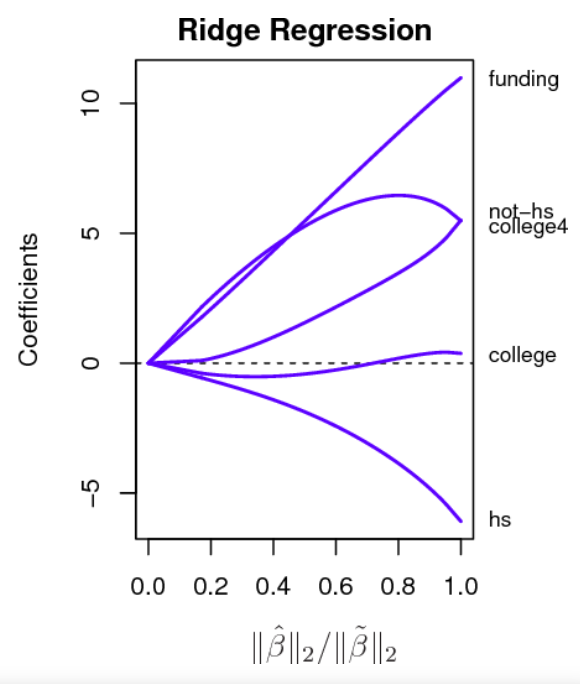 Ridge Regression
funding
10
not−hs
college4
5
Coefficients
college
0
−5
hs
0.0 0.2 0.4 0.6 0.8 1.0
‖β̂‖₂/‖β̃‖₂